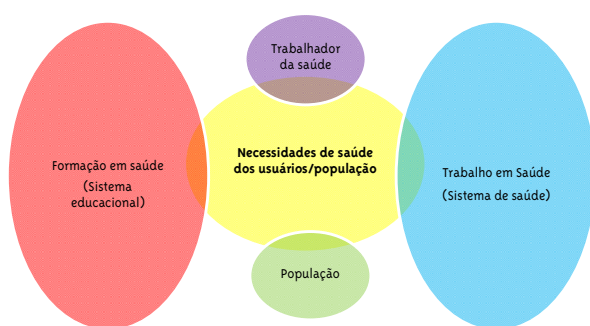 Trabalhador
da saúde
Formação em saúde
(Sistema
educacional)
Necessidades de saúde
dos usuários/população
Trabalho em Saúde
(Sistema de saúde)
População